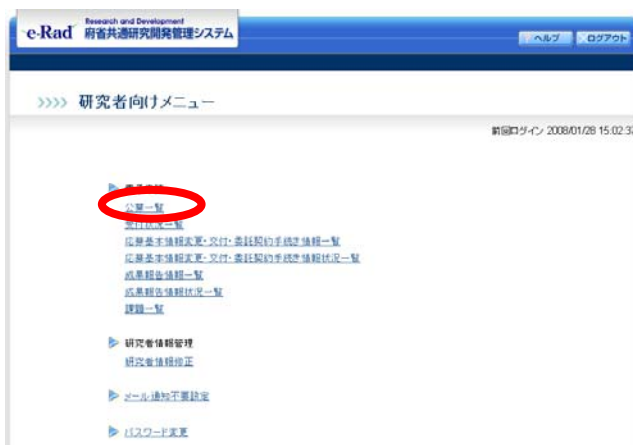 e-Rad
Research and Development
府省共通研究開発管理システム
ヘルプ
ログアウト
>>>> 研究者向けメニュー
前回ログイン 2008/01/28 15:02:3
公募一覧
受付状況一覧
応募基本情報変更・交付・委託契約手続き情報一覧
応募基本情報変更・交付・委託契約手続き情報状況一覧
成果報告情報一覧
成果報告情報状況一覧
課題一覧
研究者情報管理
研究者情報修正
メール通知不要設定
パスワード変更